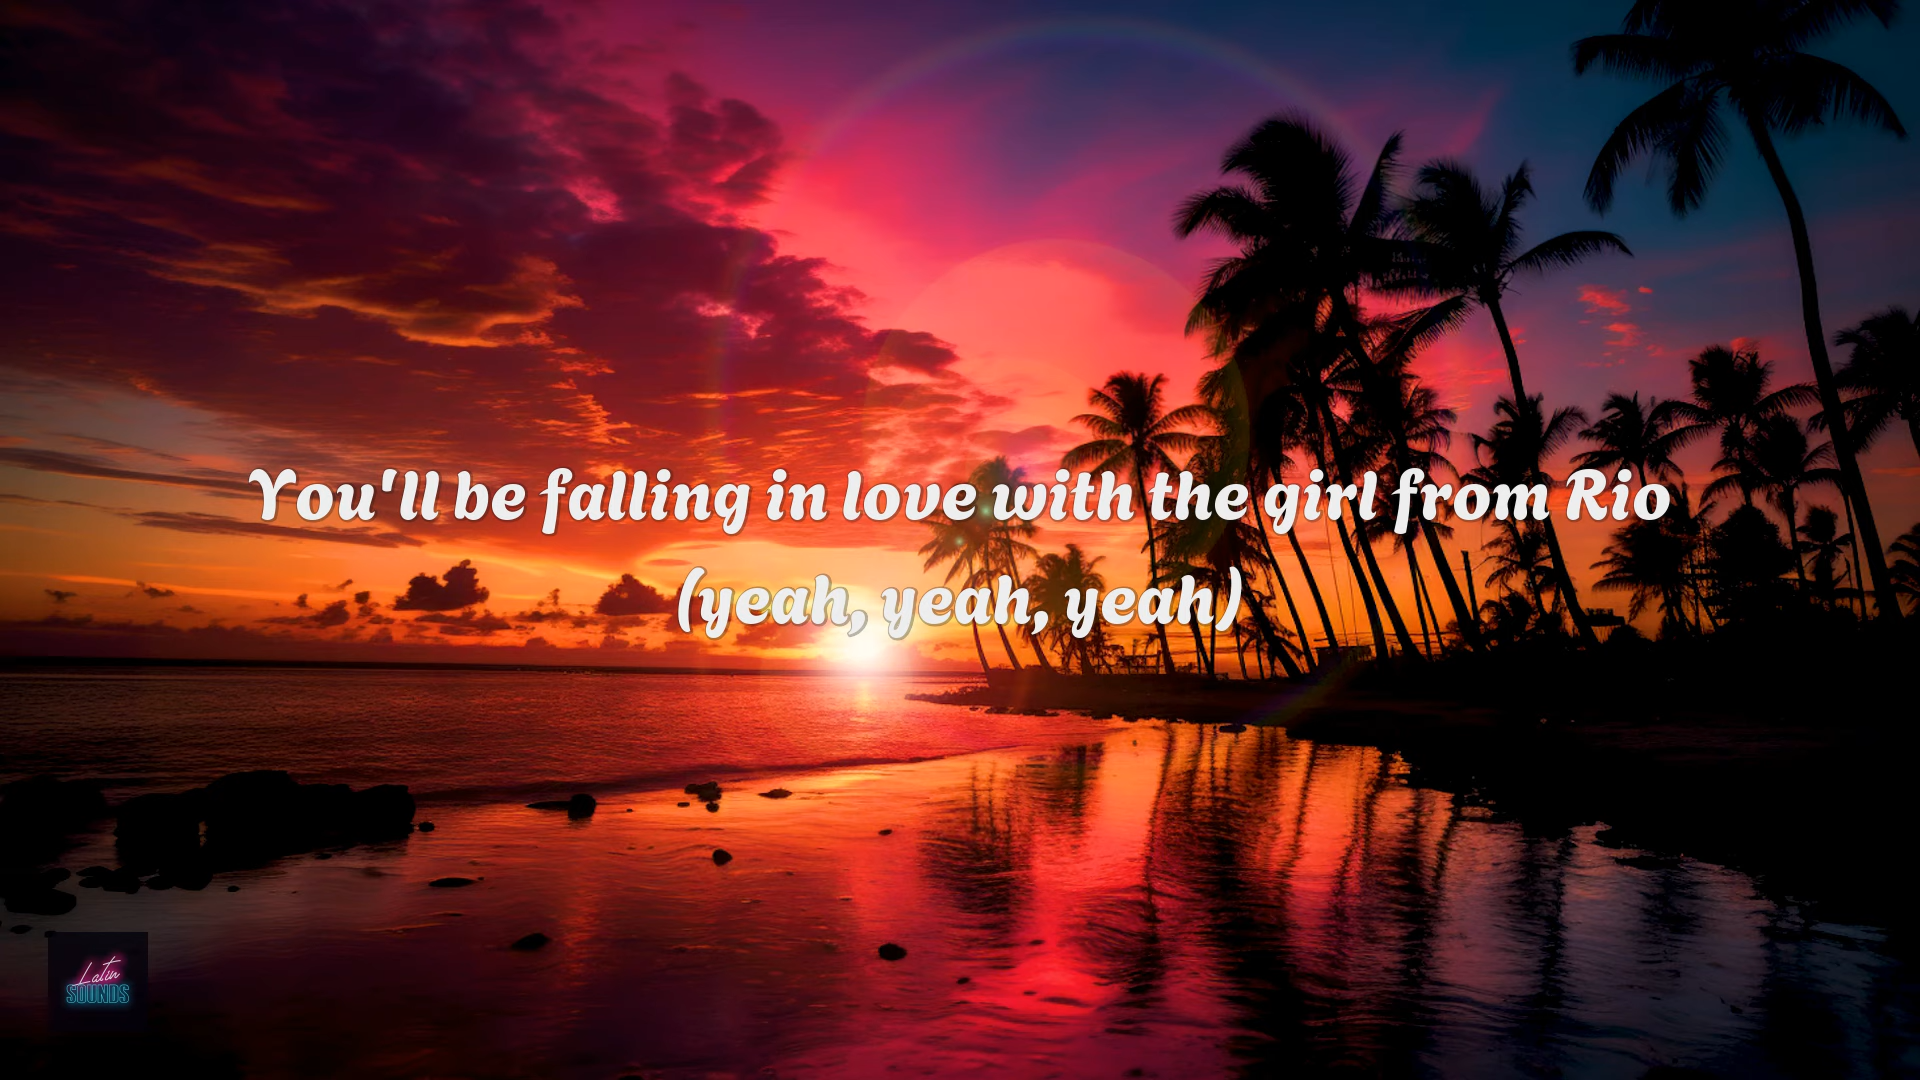 You'll be falling in love with the girl from Rio
(yeah, yeah, yeah)
Latin
SOUNDS